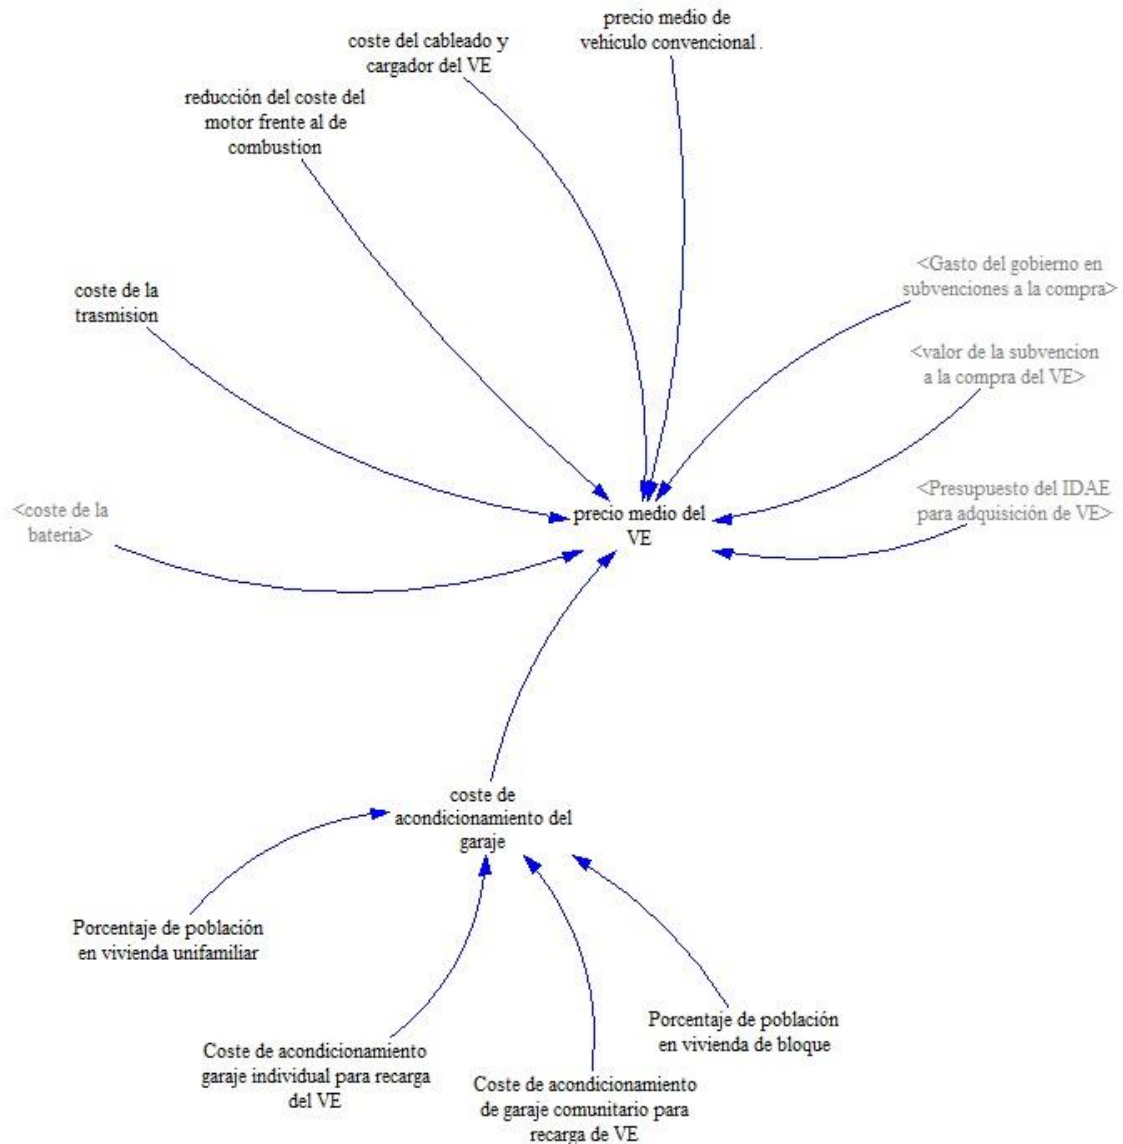 precio medio de
vehículo convencional .
coste del cableado y
cargador del VE
reducción del coste del
motor frente al de
combustion
<Gasto del gobierno en
subvenciones a la compra>
coste de la
trasmision
<valor de la subvencion
a la compra del VE>
<coste de la
bateria>
precio medio del
VE
<Presupuesto del IDAE
para adquisición de VE>
coste de
acondicionamiento del
garaje
Porcentaje de población
en vivienda unifamiliar
Coste de acondicionamiento
garaje individual para recarga
del VE
Coste de acondicionamiento
de garaje comunitario para
recarga de VE
Porcentaje de población
en vivienda de bloque